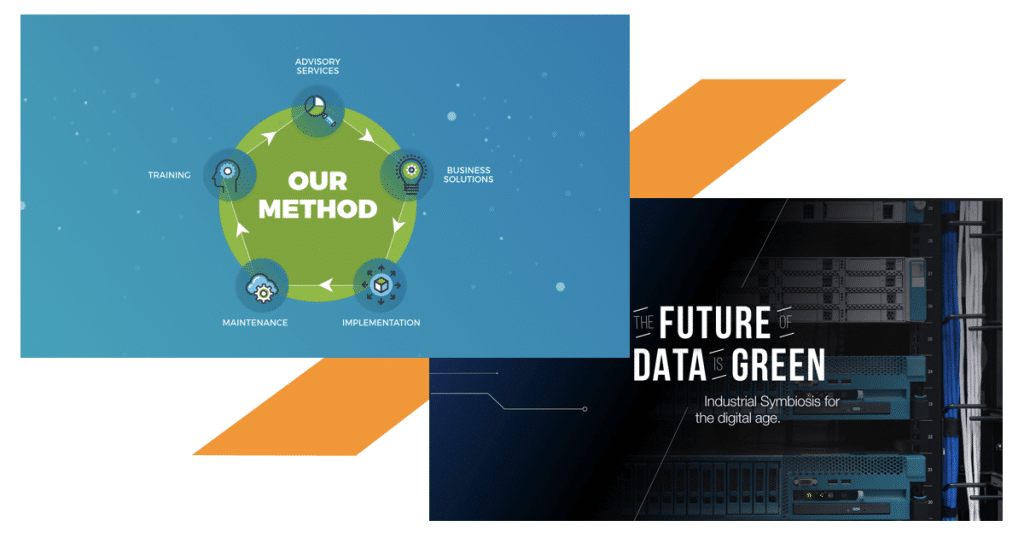 ADVISORY
SERVICES
BUSINESS
SOLUTIONS
IMPLEMENTATION
MAINTENANCE
TRAINING
OUR
METHOD
THE FUTURE OF
DATA IS GREEN
Industrial Symbiosis for
the digital age.